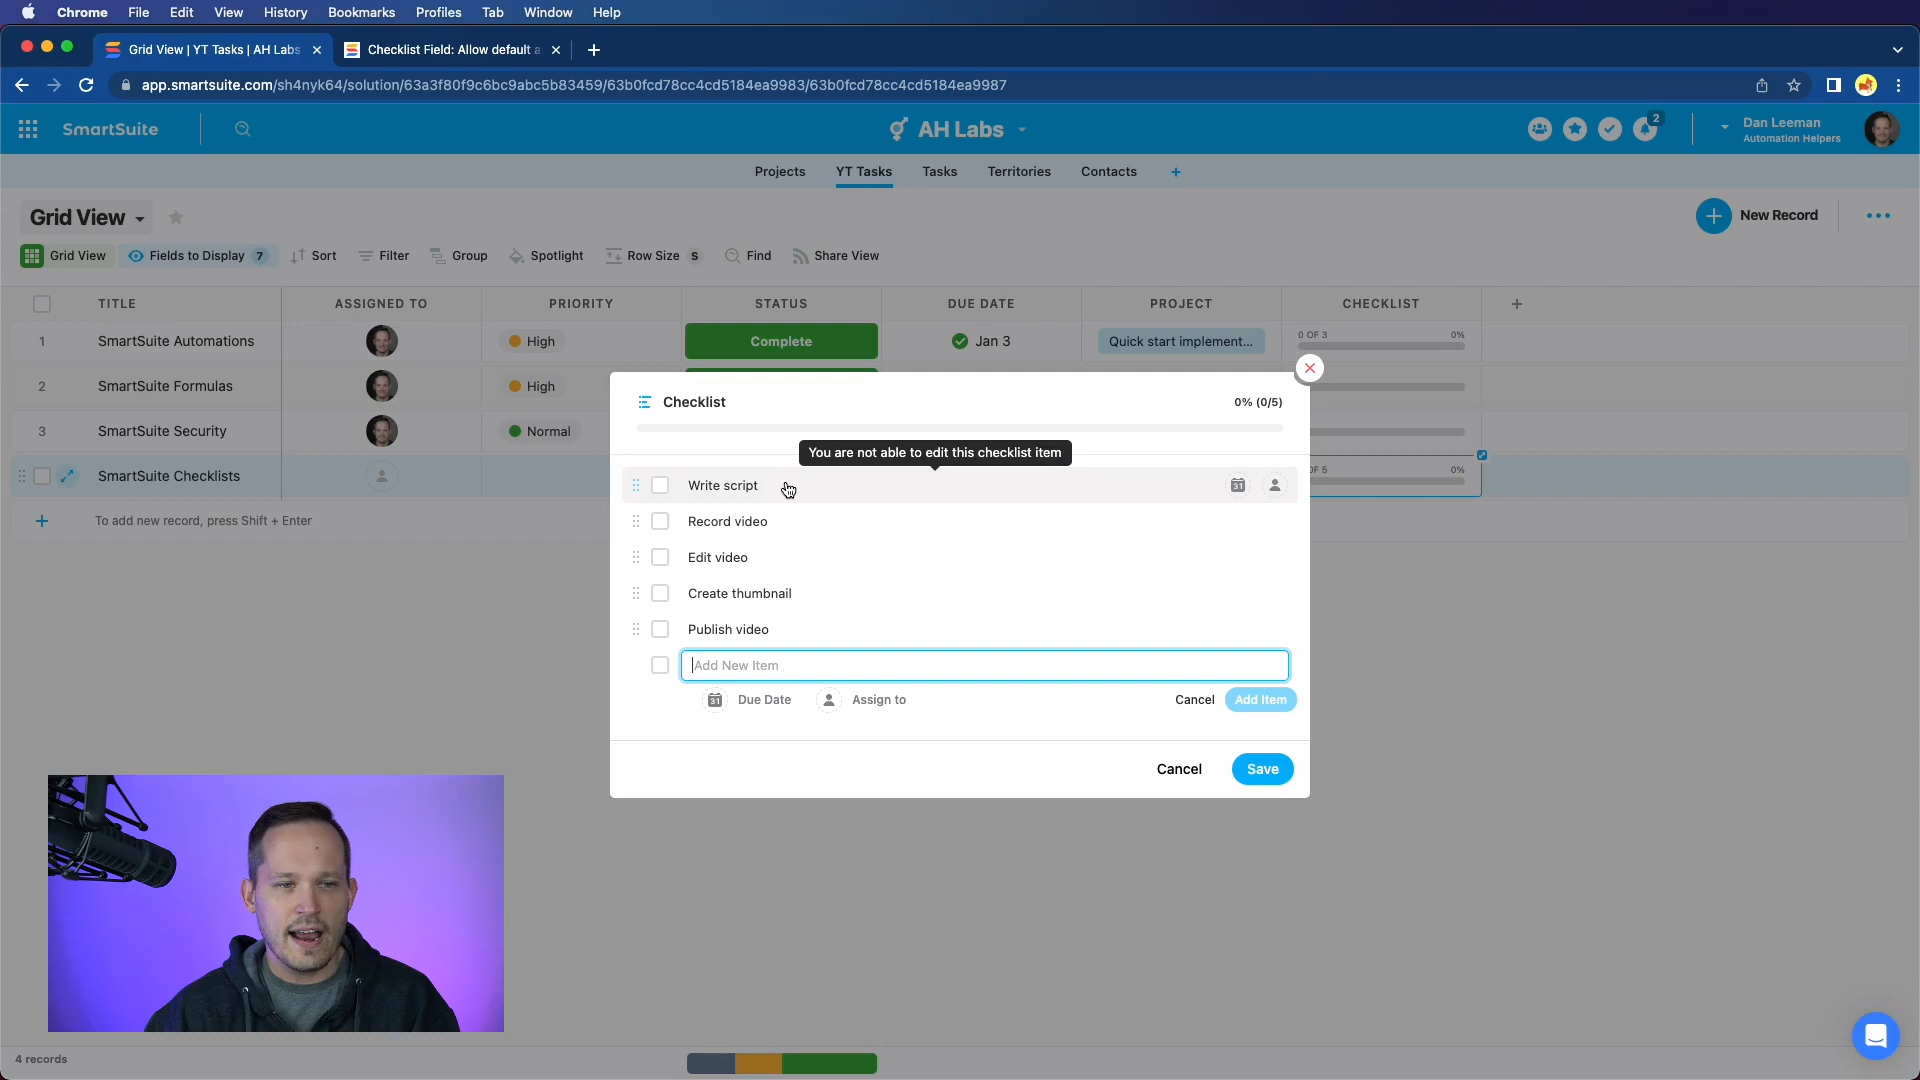 Chrome File Edit View History Bookmarks Profiles Tab Window Help
Grid View | YT Tasks | AH Labs
Checklist Field: Allow default a
app.smartsuite.com/sh4nyk64/solution/63a3f80f9c6bc9abc5b83459/63b0fcd78cc4cd5184ea9983/63b0fcd78cc4cd5184ea9987
SmartSuite
AH Labs
2
Dan Leeman
Automation Helpers
Projects YT Tasks Tasks Territories Contacts +
Grid View
New Record
Grid View Fields to Display 7 Sort Filter Group Spotlight Row Size S Find Share View
TITLE ASSIGNED TO PRIORITY STATUS DUE DATE PROJECT CHECKLIST +
1 SmartSuite Automations High Complete Jan 3 Quick start implement... 0 OF 3 0%
2 SmartSuite Formulas High
3 SmartSuite Security Normal
SmartSuite Checklists
OF 5 0%
+ To add new record, press Shift + Enter
Checklist 0% (0/5)
You are not able to edit this checklist item
Write script
31
Record video
Edit video
Create thumbnail
Publish video
Add New Item
31 Due Date Assign to Cancel Add Item
Cancel Save
4 records